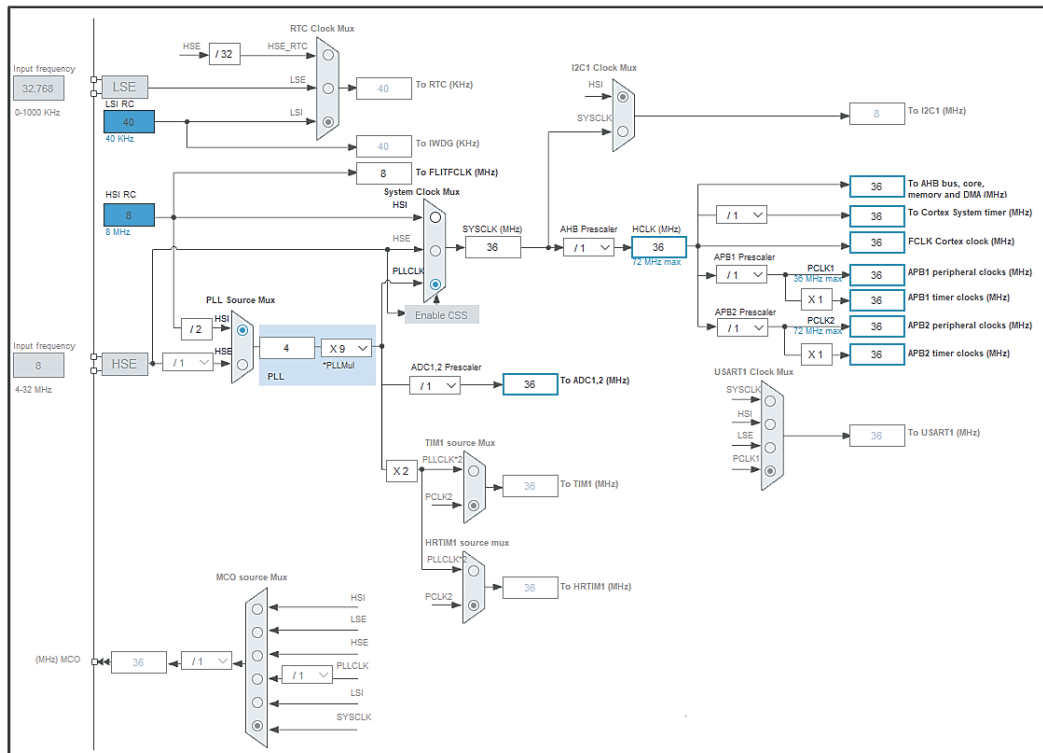 RTC Clock Mux
HSE
/ 32
HSE_RTC
Input frequency
32.768
0-1000 KHz
LSE
LSE
40
To RTC (KHz)
I2C1 Clock Mux
HSI
SYSCLK
8
To I2C1 (MHz)
LSI RC
40
40 KHz
LSI
40
To IWDG (KHz)
8
To FLITFCLK (MHz)
HSI RC
8
8 MHz
System Clock Mux
HSI
HSE
PLLCLK
SYSCLK (MHz)
36
AHB Prescaler
/ 1
HCLK (MHz)
36
72 MHz max
36
To AHB bus, core,
memory and DMA (MHz)
/ 1
36
To Cortex System timer (MHz)
36
FCLK Cortex clock (MHz)
APB1 Prescaler
/ 1
PCLK1
36 MHz max
36
APB1 peripheral clocks (MHz)
X 1
36
APB1 timer clocks (MHz)
APB2 Prescaler
/ 1
PCLK2
72 MHz max
36
APB2 peripheral clocks (MHz)
X 1
36
APB2 timer clocks (MHz)
Enable CSS
PLL Source Mux
HSI
/ 2
Input frequency
8
4-32 MHz
HSE
/ 1
HSE
4
X 9
*PLLMul
PLL
ADC1,2 Prescaler
/ 1
36
To ADC1,2 (MHz)
USART1 Clock Mux
SYSCLK
HSI
LSE
PCLK1
36
To USART1 (MHz)
X 2
TIM1 source Mux
PLLCLK*2
PCLK2
36
To TIM1 (MHz)
HRTIM1 source mux
PLLCLK*2
PCLK2
36
To HRTIM1 (MHz)
MCO source Mux
HSI
LSE
HSE
PLLCLK
/ 1
LSI
SYSCLK
(MHz) MCO
36
/ 1